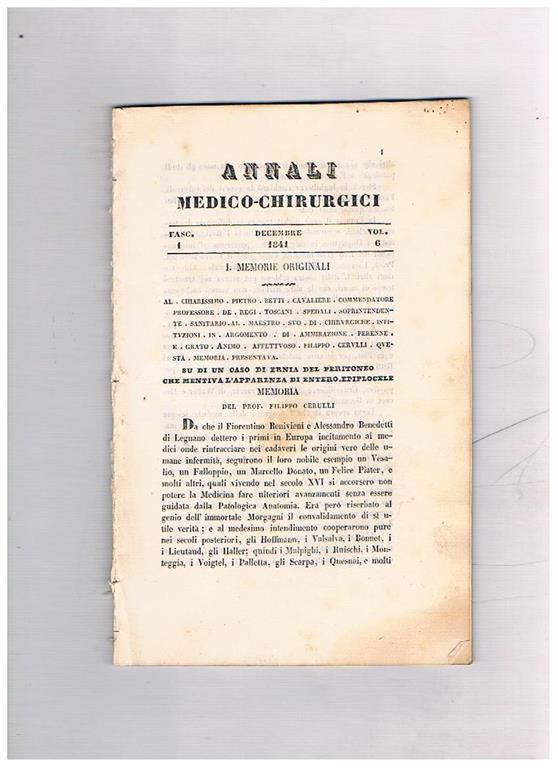 1
ANNALI
MEDICO-CHIRURGICI
FASC. DECEMBRE VOL.
1 1841 6
I. MEMORIE ORIGINALI
AL . CHIARISSIMO . PIETRO . BETTI . CAVALIERE . COMMENDATORE
PROFESSORE . DE . REGI . TOSCANI . SPEDALI . SOPRINTENDEN-
TE . SANITARIO. AL . MAESTRO . SVO . DI . CHIRVRGICHE . ISTI-
TVZIONI . IN . ARGOMENTO . DI . AMMIRAZIONE . PERENNE .
E . GRATO . ANIMO . AFFETTVOSO . FILIPPO . CERVLLI . QVE-
STA . MEMORIA. PRESENTAVA.
SU DI UN CASO DI ERNIA DEL PERITONEO
CHE MENTIVA L'APPARENZA DI ENTERO.EPIPLOCELE
MEMORIA
DEL PROF. FILIPPO CERULLI
Da che il Fiorentino Benivieni e Alessandro Benedetti
di Legnano dettero i primi in Europa incitamento ai me-
dici onde rintracciare nei cadaveri le origini vere delle u-
mane infermità, seguirono il loro nobile esempio un Vesa-
lio, un Falloppio, un Marcello Donato, un Felice Plater, e
molti altri, quali vivendo nel secolo XVI si accorsero non
potere la Medicina fare ulteriori avanzamenti senza essere
guidata dalla Patologica Anatomia. Era però riserbato al
genio dell' immortale Morgagni il convalidamento di sì u-
tile verità; e al medesimo intendimento cooperarono pure
nei secoli posteriori, gli Hoffmann, i Valsalva, i Bonnet, i
i Lieutaud, gli Haller; quindi i Malpighi, i Ruischi, i Mon-
teggia, i Voigtel, i Palletta, gli Scarpa, i Quesnai, e molti